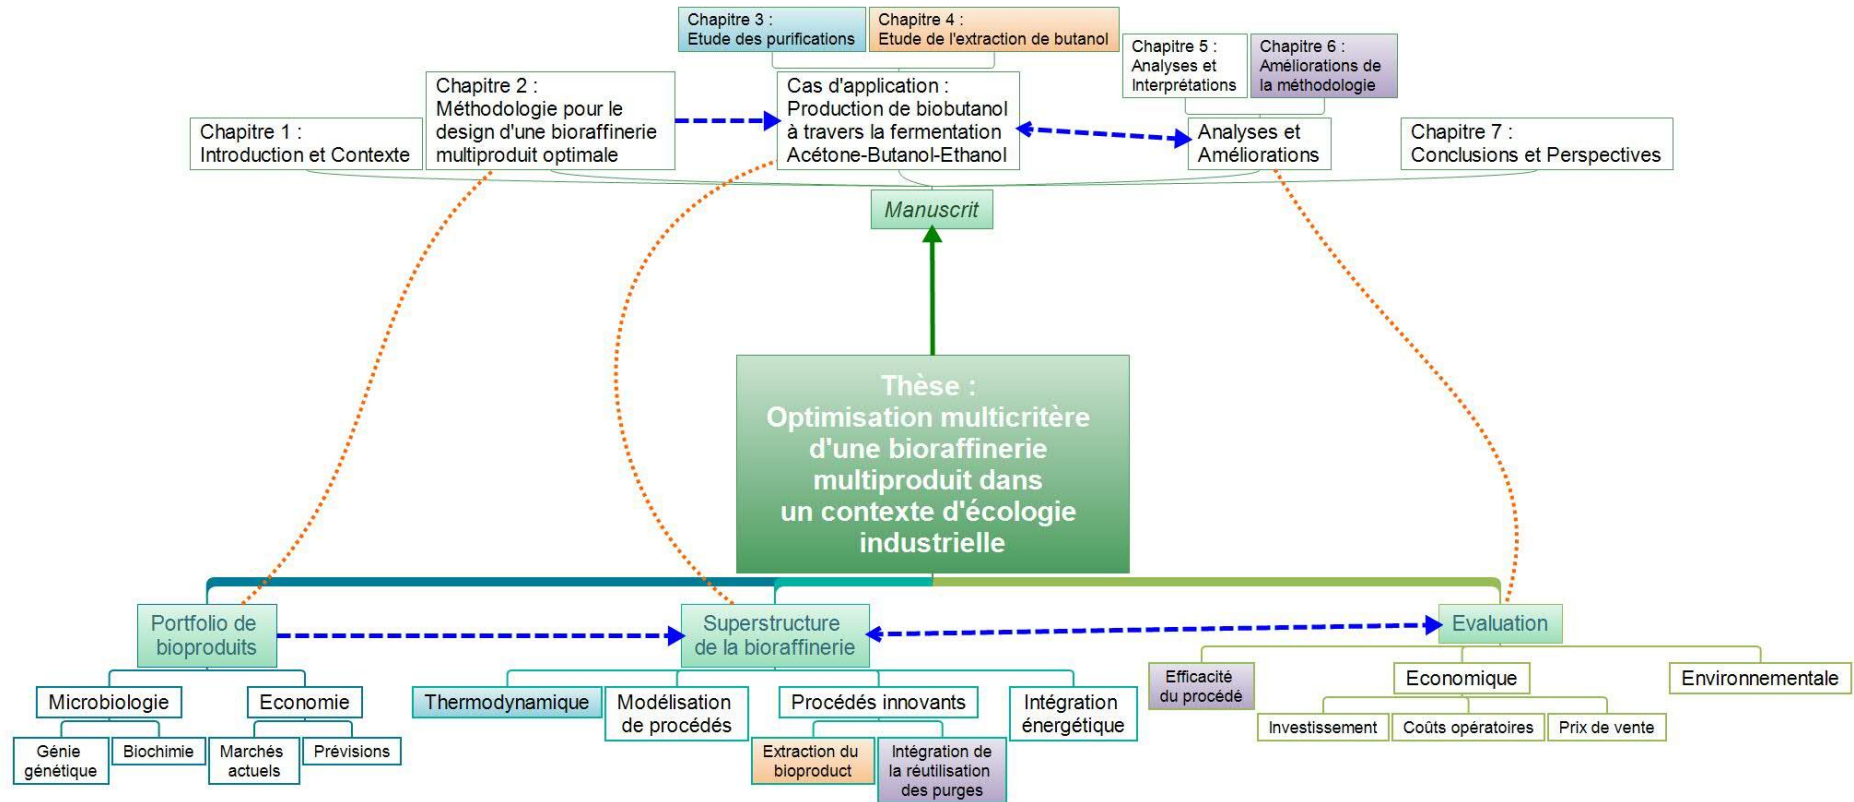 Chapitre 3 :
Etude des purifications
Chapitre 4 :
Etude de l'extraction de butanol
Chapitre 5 :
Analyses et
Interprétations
Chapitre 6 :
Améliorations de
la méthodologie
Chapitre 1 :
Introduction et Contexte
Chapitre 2 :
Méthodologie pour le
design d'une bioraffinerie
multiproduit optimale
Cas d'application :
Production de biobutanol
à travers la fermentation
Acétone-Butanol-Ethanol
Analyses et
Améliorations
Chapitre 7 :
Conclusions et Perspectives
Manuscrit
Thèse :
Optimisation multicritère
d'une bioraffinerie
multiproduit dans
un contexte d'écologie
industrielle
Portfolio de
bioproduits
Superstructure
de la bioraffinerie
Evaluation
Microbiologie
Economie
Thermodynamique
Modélisation
de procédés
Procédés innovants
Intégration
énergétique
Efficacité
du procédé
Economique
Environnementale
Génie
génétique
Biochimie
Marchés
actuels
Prévisions
Extraction du
bioproduct
Intégration de
la réutilisation
des purges
Investissement
Coûts opératoires
Prix de vente